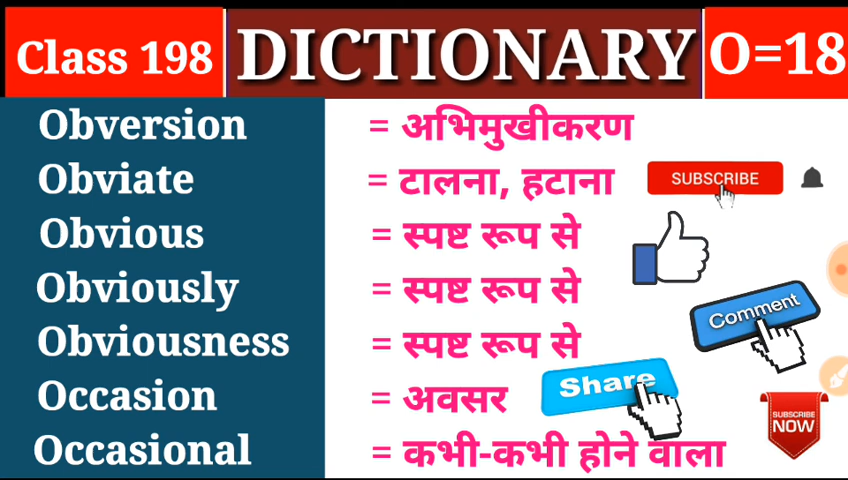 Class 198 DICTIONARY O=18
Obversion = अभिमुखीकरण
Obviate = टालना, हटाना
SUBSCRIBE
Obvious = स्पष्ट रूप से
Obviously = स्पष्ट रूप से
Comment
Obviousness = स्पष्ट रूप से
Share
Occasion = अवसर
SUBSCRIBE
NOW
Occasional = कभी-कभी होने वाला